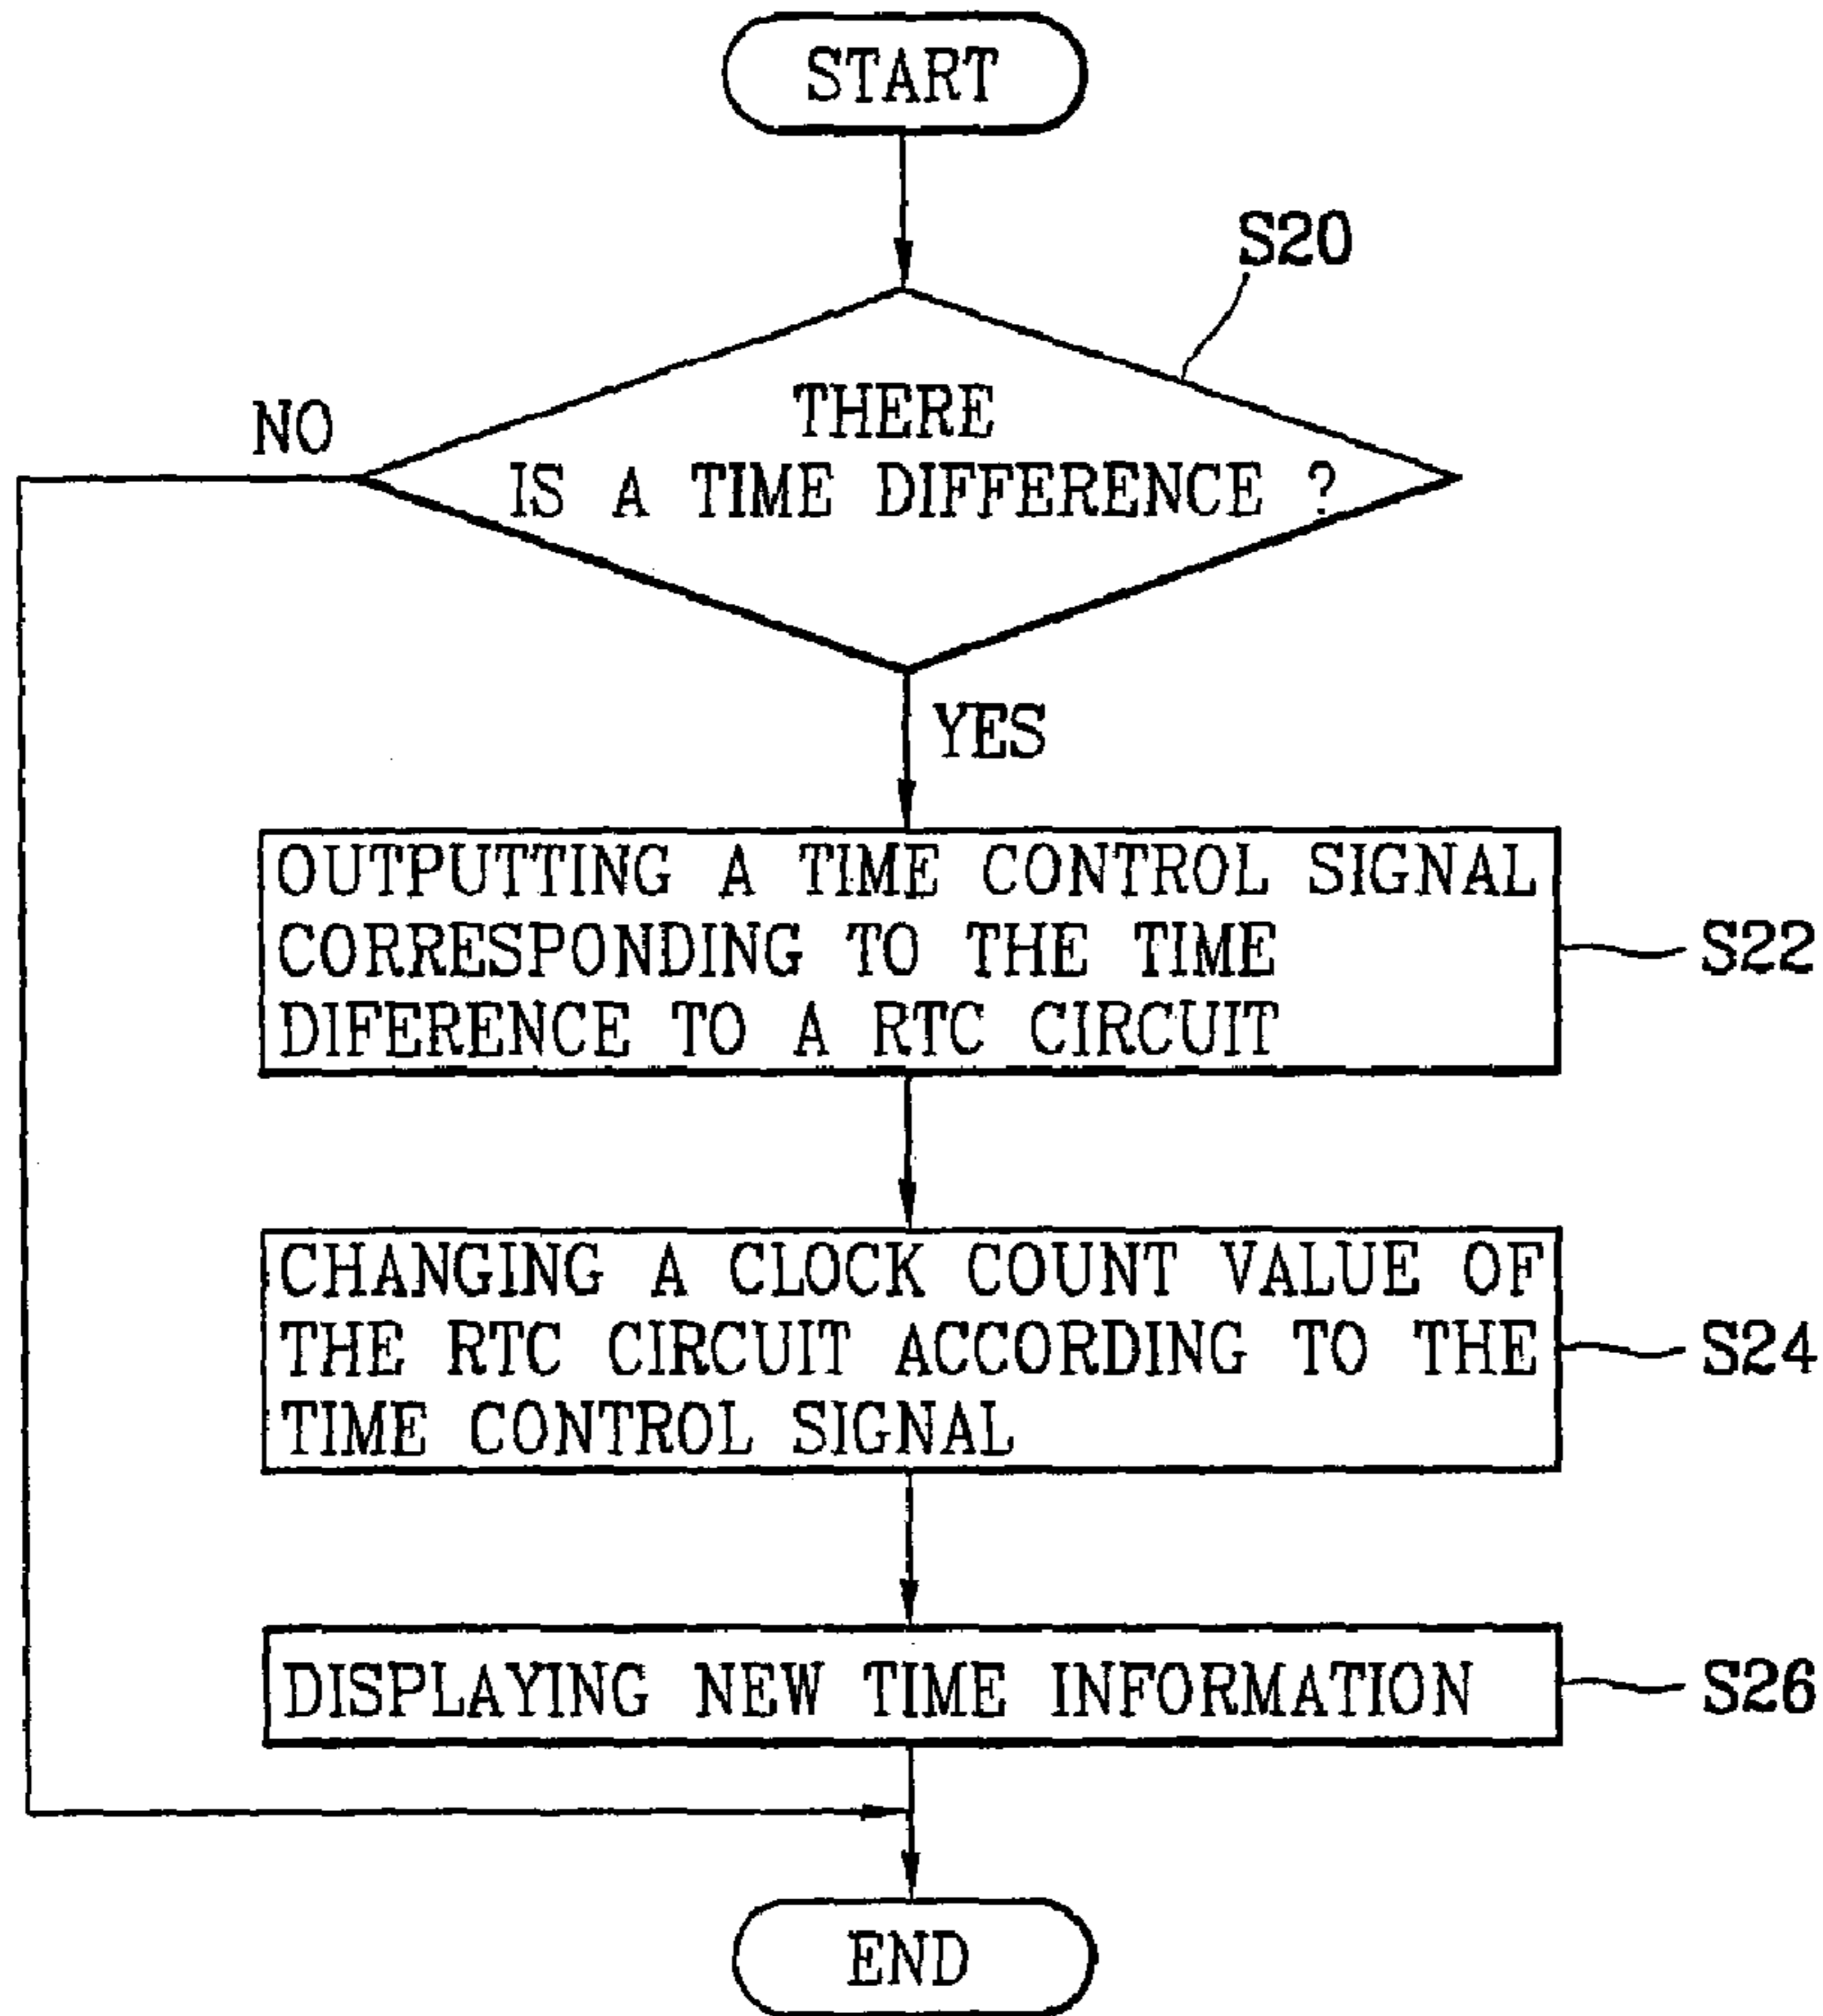 START
S20
THERE
NO
IS A TIME DIFFERENCE ?
YES
OUTPUTTING A TIME CONTROL SIGNAL
CORRESPONDING TO THE TIME
DIFERENCE TO A RTC CIRCUIT
S22
CHANGING A CLOCK COUNT VALUE OF
THE RTC CIRCUIT ACCORDING TO THE
TIME CONTROL SIGNAL
S24
DISPLAYING NEW TIME INFORMATION
S26
END